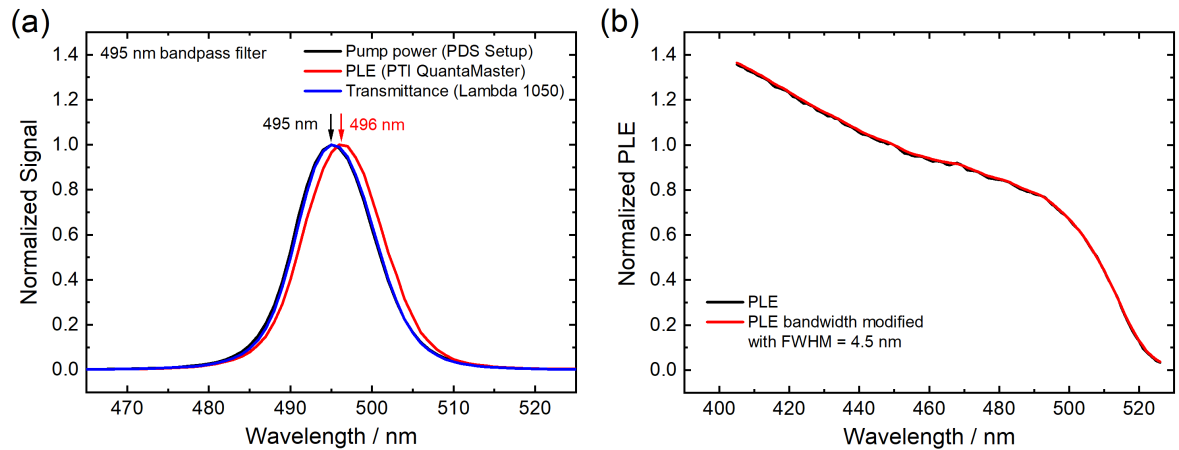 (a)
495 nm bandpass filter
Pump power (PDS Setup)
PLE (PTI QuantaMaster)
Transmittance (Lambda 1050)
495 nm
496 nm
1.4
1.2
1.0
0.8
0.6
0.4
0.2
0.0
Normalized Signal
470 480 490 500 510 520
Wavelength / nm
(b)
1.4
1.2
1.0
0.8
0.6
0.4
0.2
0.0
Normalized PLE
PLE
PLE bandwidth modified
with FWHM = 4.5 nm
400 420 440 460 480 500 520
Wavelength / nm